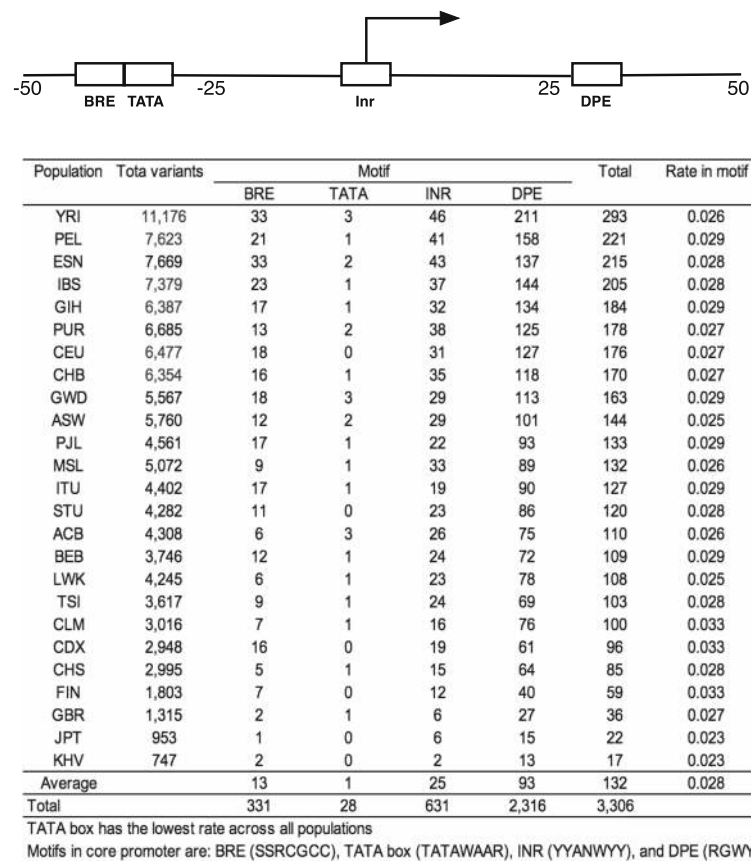 -50 BRE TATA -25 Inr 25 DPE 50
Population Tota variants Motif Total Rate in motif
BRE TATA INR DPE
YRI 11,176 33 3 46 211 293 0.026
PEL 7,623 21 1 41 158 221 0.029
ESN 7,669 33 2 43 137 215 0.028
IBS 7,379 23 1 37 144 205 0.028
GIH 6,387 17 1 32 134 184 0.029
PUR 6,685 13 2 38 125 178 0.027
CEU 6,477 18 0 31 127 176 0.027
CHB 6,354 16 1 35 118 170 0.027
GWD 5,567 18 3 29 113 163 0.029
ASW 5,760 12 2 29 101 144 0.025
PJL 4,561 17 1 22 93 133 0.029
MSL 5,072 9 1 33 89 132 0.026
ITU 4,402 17 1 19 90 127 0.029
STU 4,282 11 0 23 86 120 0.028
ACB 4,308 6 3 26 75 110 0.026
BEB 3,746 12 1 24 72 109 0.029
LWK 4,245 6 1 23 78 108 0.025
TSI 3,617 9 1 24 69 103 0.028
CLM 3,016 7 1 16 76 100 0.033
CDX 2,948 16 0 19 61 96 0.033
CHS 2,995 5 1 15 64 85 0.028
FIN 1,803 7 0 12 40 59 0.033
GBR 1,315 2 1 6 27 36 0.027
JPT 953 1 0 6 15 22 0.023
KHV 747 2 0 2 13 17 0.023
Average 13 1 25 93 132 0.028
Total 331 28 631 2,316 3,306
TATA box has the lowest rate across all populations
Motifs in core promoter are: BRE (SSRCGCC), TATA box (TATAWAAR), INR (YYANWYY), and DPE (RGWY